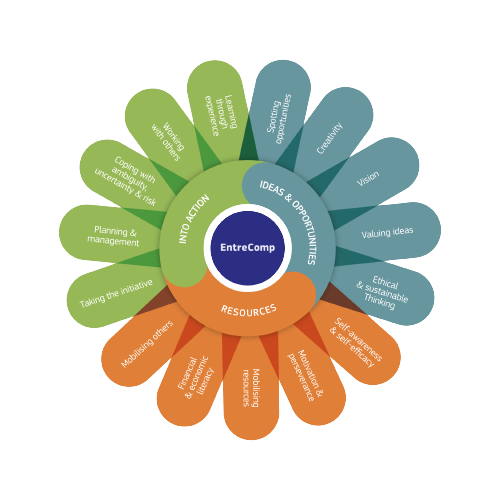 EntreComp
IDEAS & OPPORTUNITIES
Spotting
opportunities
Creativity
Vision
Valuing ideas
Ethical
& sustainable
Thinking
RESOURCES
Self-awareness
& self-efficacy
Motivation &
perseverance
Mobilising
resources
Financial
& economic
literacy
Mobilising others
INTO ACTION
Taking the initiative
Planning &
management
Coping with
ambiguity,
uncertainty & risk
Working
with others
Learning
through
experience